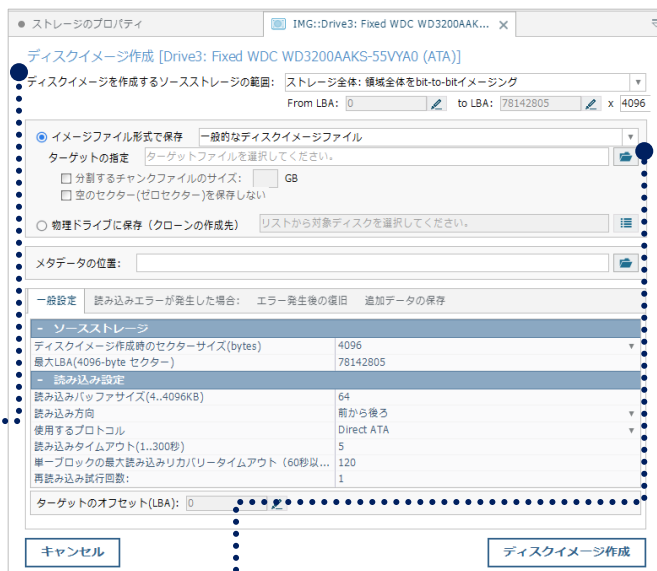 ストレージのプロパティ
IMG::Drive3: Fixed WDC WD3200AAK...
ディスクイメージ作成 [Drive3: Fixed WDC WD3200AAKS-55VYA0 (ATA)]
ディスクイメージを作成するソースストレージの範囲: ストレージ全体: 領域全体をbit-to-bitイメージング
From LBA: 0 to LBA: 78142805 x 4096
イメージファイル形式で保存 一般的なディスクイメージファイル
ターゲットの指定 ターゲットファイルを選択してください.
分割するチャンクファイルのサイズ: GB
空のセクター(ゼロセクター)を保存しない
物理ドライブに保存（クローンの作成先） リストから対象ディスクを選択してください.
メタデータの位置:
一般設定 読み込みエラーが発生した場合: エラー発生後の復旧 追加データの保存
- ソースストレージ
ディスクイメージ作成時のセクターサイズ(bytes) 4096
最大LBA(4096-byte セクター) 78142805
- 読み込み設定
読み込みバッファサイズ(4..4096KB) 64
読み込み方向 前から後ろ
使用するプロトコル Direct ATA
読み込みタイムアウト(1..300秒) 5
単一ブロックの最大読み込みリカバリータイムアウト（60秒以... 120
再読み込み試行回数: 1
ターゲットのオフセット(LBA): 0
キャンセル ディスクイメージ作成